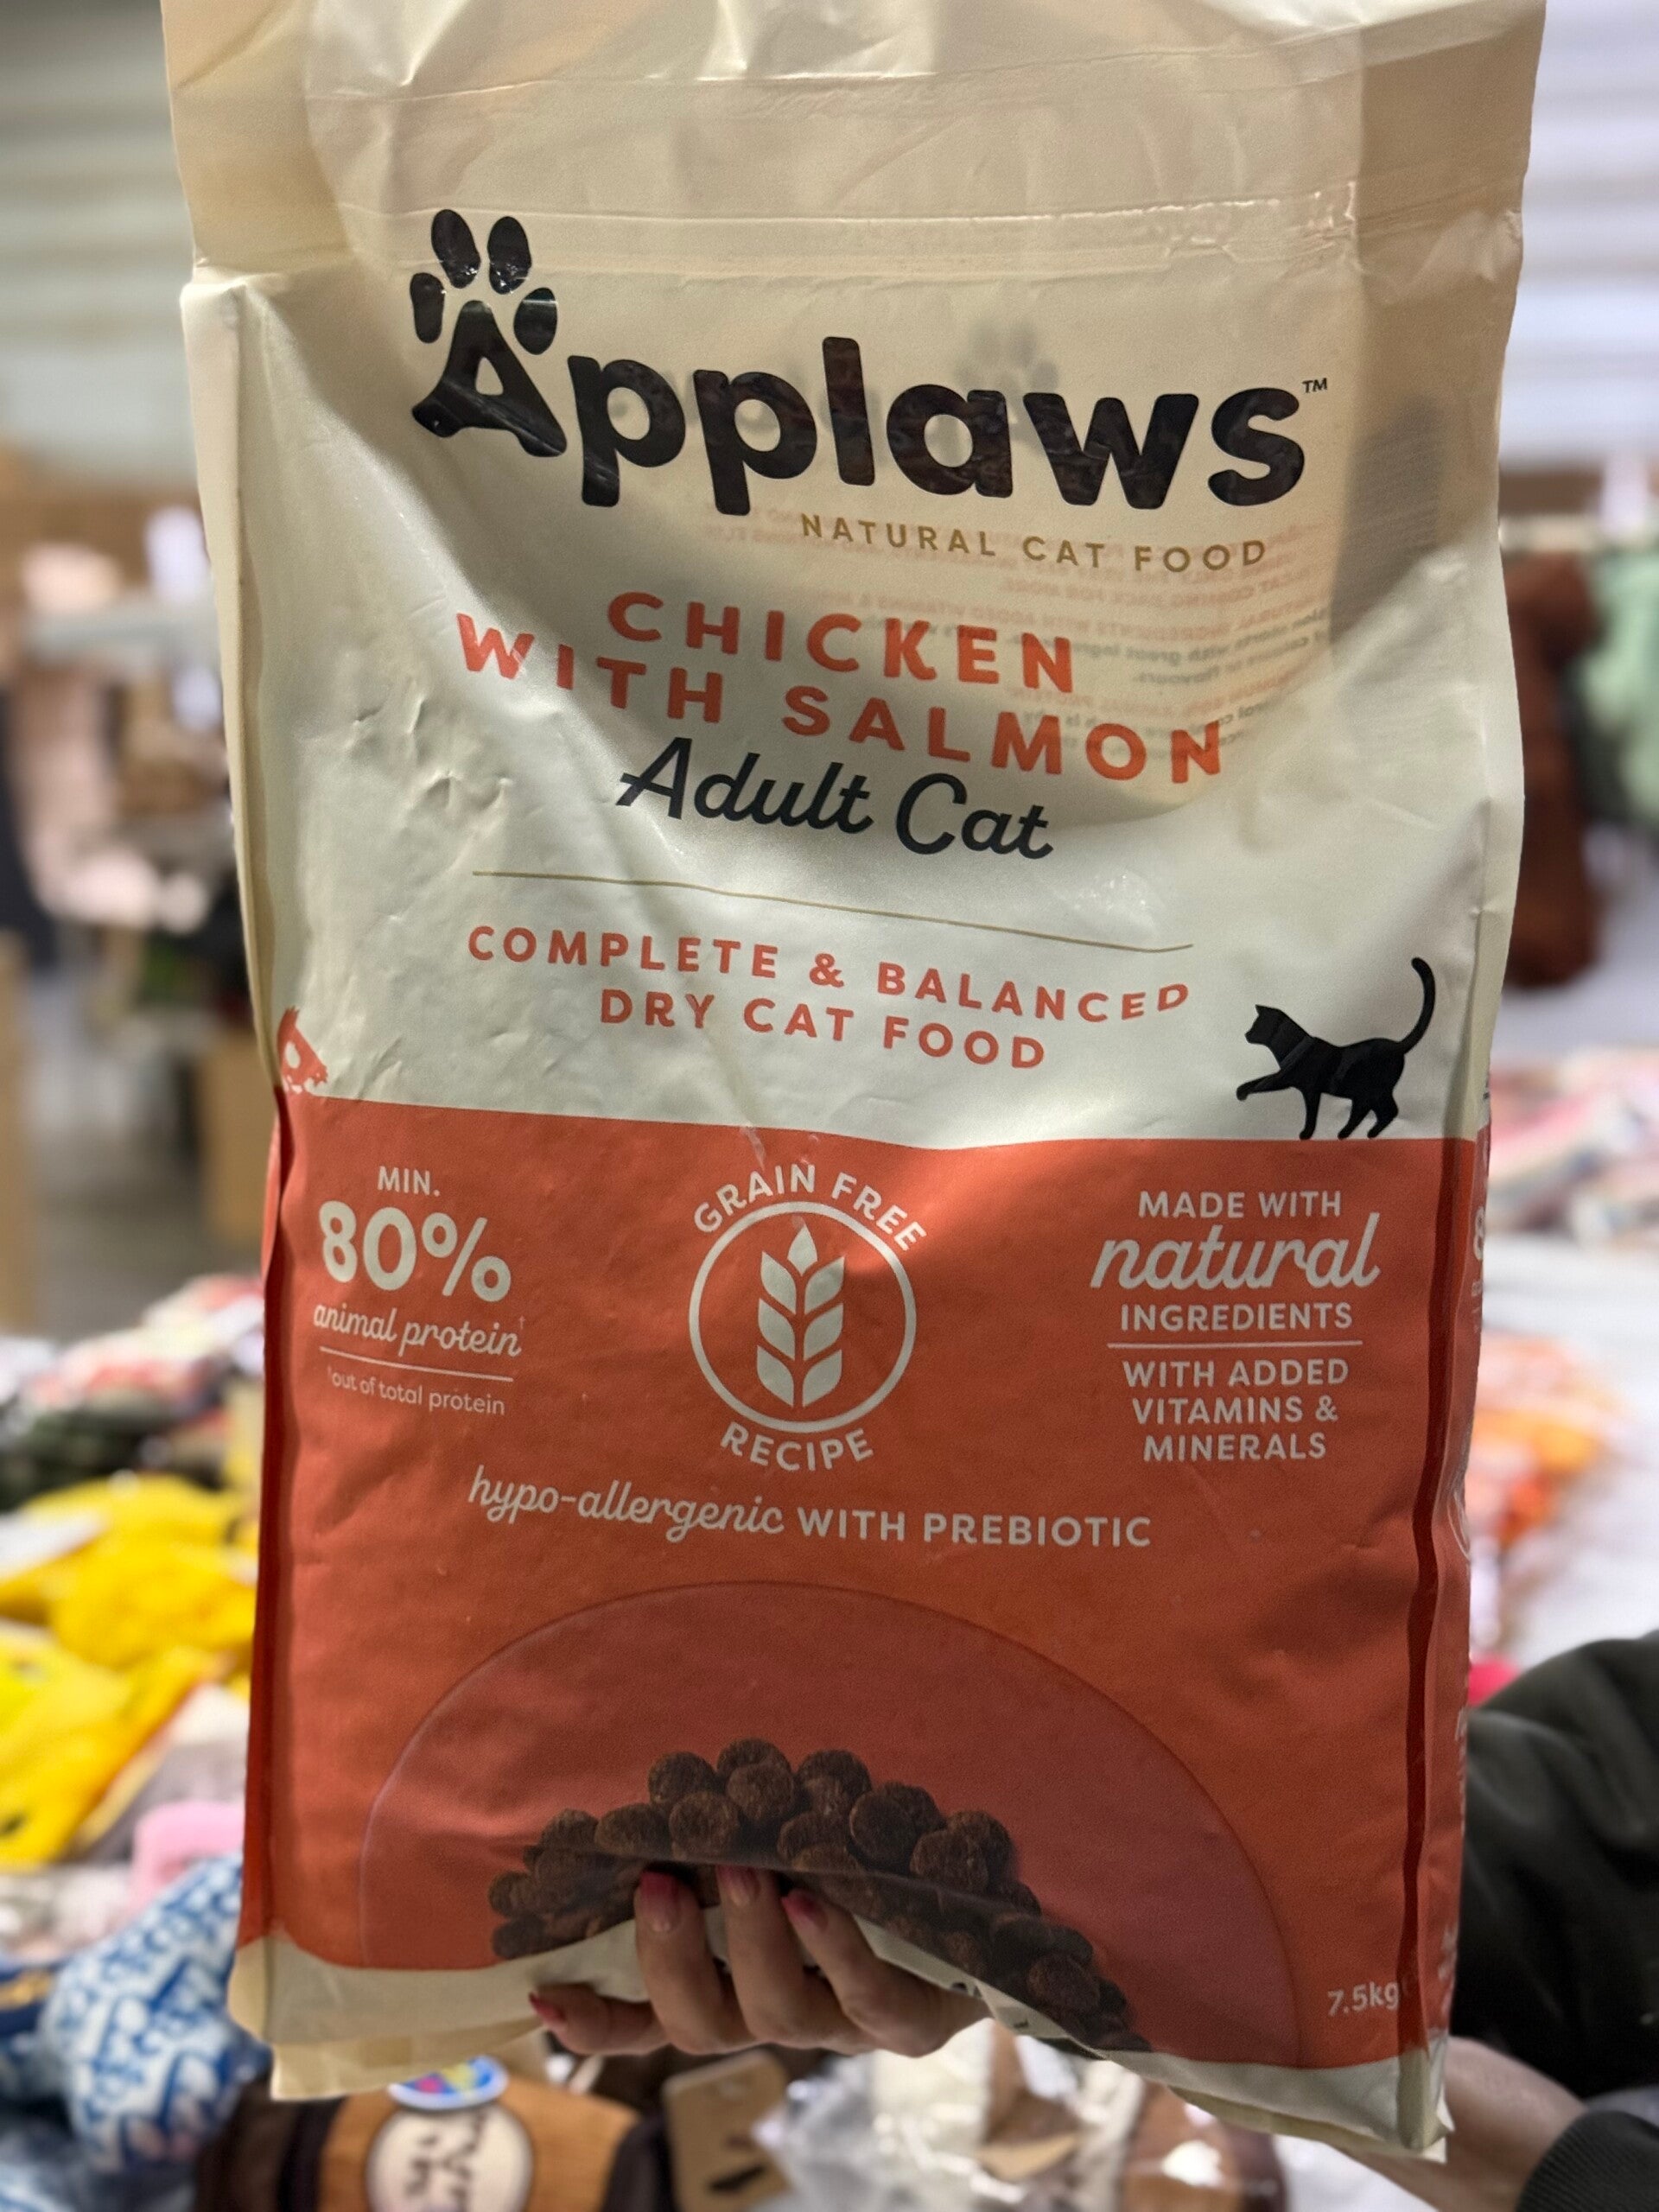 Applaws™
NATURAL CAT FOOD
CHICKEN
WITH SALMON
Adult Cat
COMPLETE & BALANCED
DRY CAT FOOD
MIN.
80%
animal protein†
†out of total protein
GRAIN FREE
RECIPE
MADE WITH
natural
INGREDIENTS
WITH ADDED
VITAMINS &
MINERALS
hypo-allergenic WITH PREBIOTIC
7.5kg